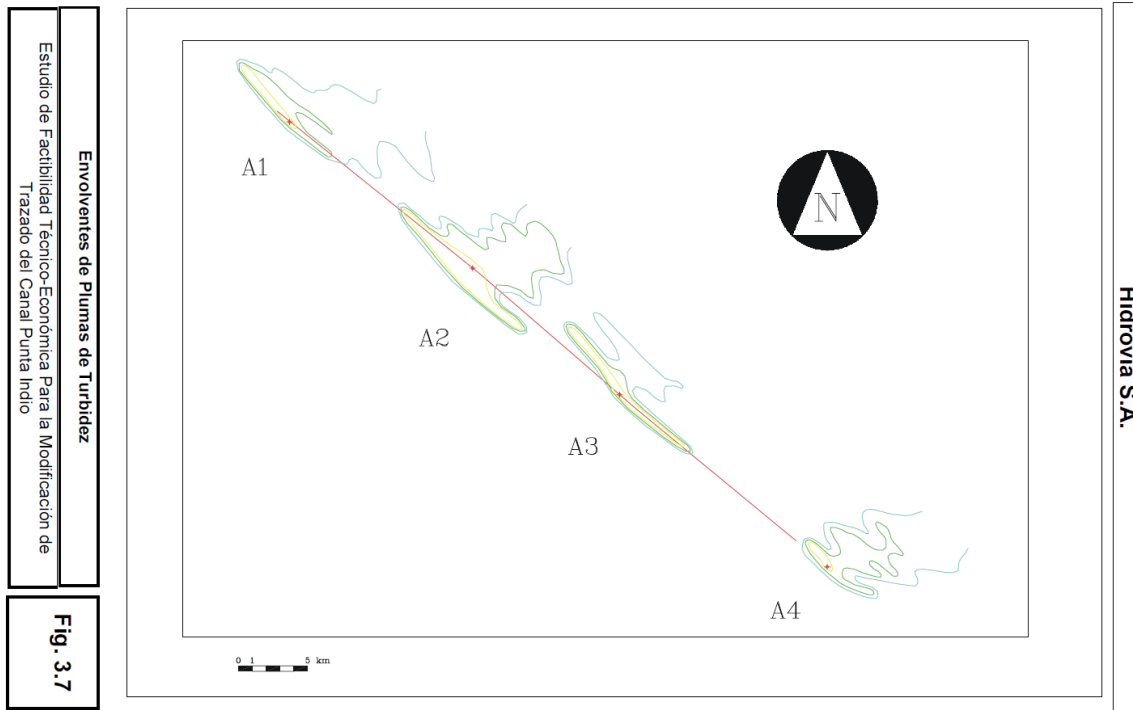 A1
N
A2
A3
A4
0 1 5 km
Envolventes de Plumas de Turbidez
Estudio de Factibilidad Técnico-Económica Para la Modificación de
Trazado del Canal Punta Indio
Fig. 3.7
Hidrovía S.A.